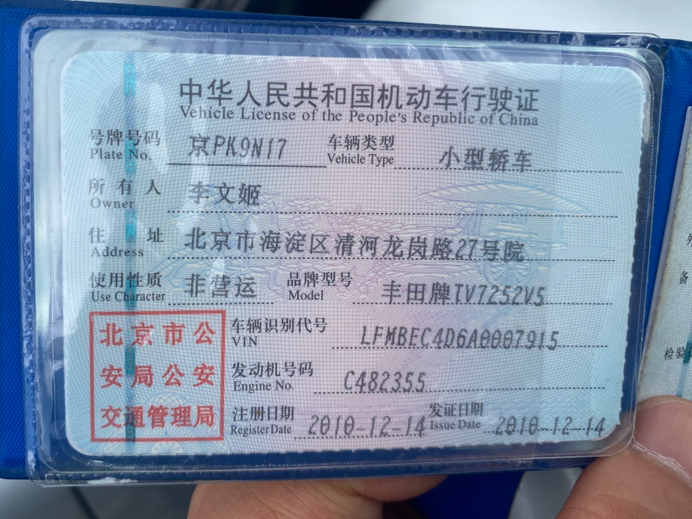 中华人民共和国机动车行驶证
Vehicle License of the People's Republic of China
号牌号码 京PK9N17 车辆类型 小型轿车
Plate No. Vehicle Type
所有人 李文姬
Owner
住址 北京市海淀区清河龙岗路27号院
Address
使用性质 非营运 品牌型号 丰田牌TV7252V5
Use Character Model
北京市公
安局公安
交通管理局
车辆识别代号 LFMBEC4D6A0007915
VIN
发动机号码 C482355
Engine No.
注册日期 2010-12-14 发证日期 2010-12-14
Register Date Issue Date
备
检验